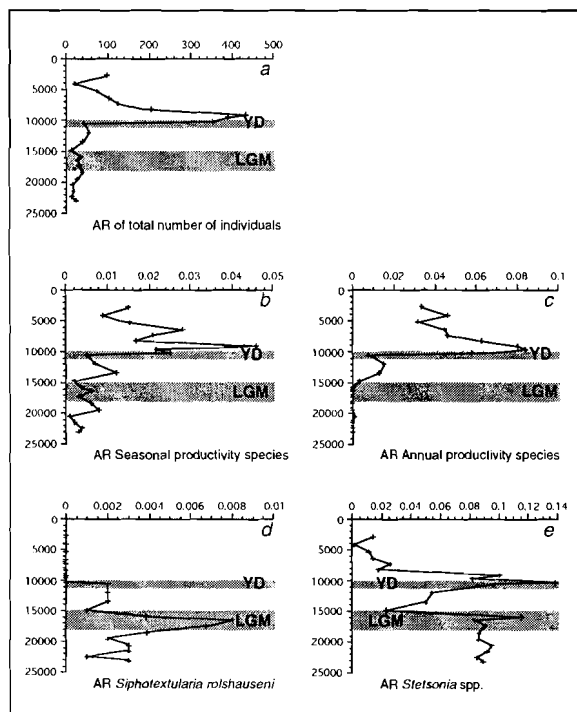 0 100 200 300 400 500
0
a
5000
10000 YD
15000
LGM
20000
25000
AR of total number of individuals
0 0.01 0.02 0.03 0.04 0.05
0
b
5000
10000 YD
15000
LGM
20000
25000
AR Seasonal productivity species
0 0.02 0.04 0.06 0.08 0.1
0
c
5000
10000 YD
15000
LGM
20000
25000
AR Annual productivity species
0 0.002 0.004 0.006 0.008 0.01
0
d
5000
10000 YD
15000
LGM
20000
25000
AR Siphotextularia rolshauseni
0 0.02 0.04 0.06 0.08 0.1 0.12 0.14
0
e
5000
10000 YD
15000
LGM
20000
25000
AR Stetsonia spp.